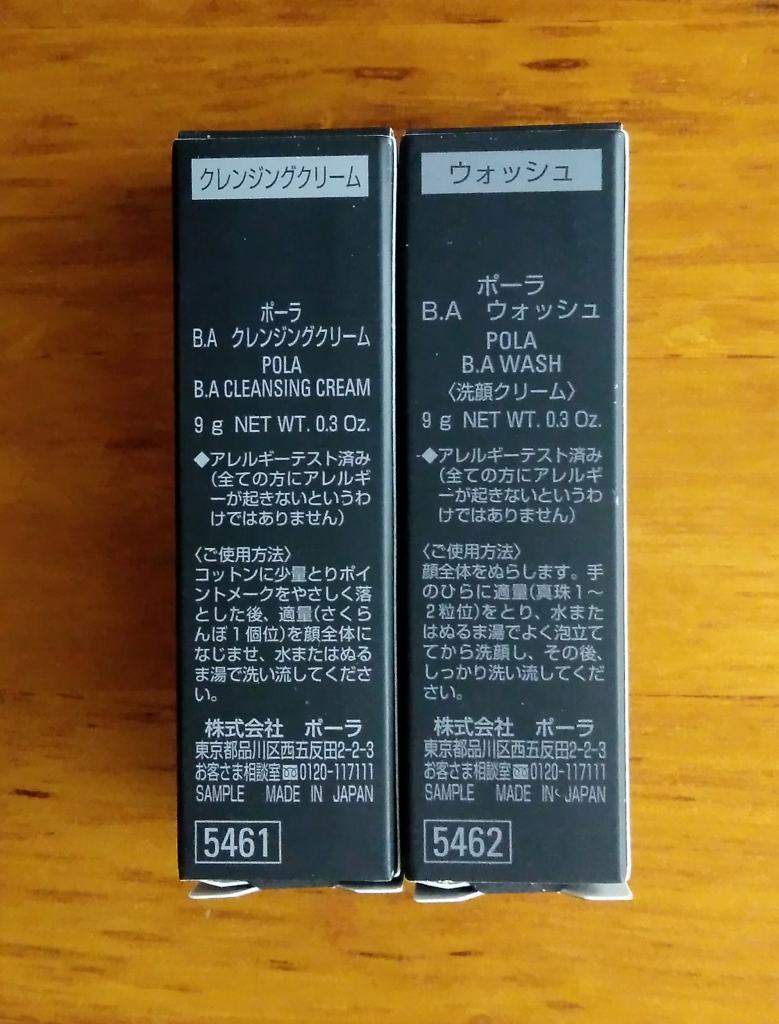 クレンジングクリーム
ポーラ
B.A クレンジングクリーム
POLA
B.A CLEANSING CREAM
9 g NET WT. 0.3 Oz.
◆アレルギーテスト済み
(全ての方にアレルギ
ーが起きないというわ
けではありません)
〈ご使用方法〉
コットンに少量とりポイ
ントメークをやさしく落
とした後、適量(さくら
んぼ1個位)を顔全体に
なじませ、水またはぬる
ま湯で洗い流してくださ
い。
株式会社 ポーラ
東京都品川区西五反田2-2-3
お客さま相談室 0120-117111
SAMPLE MADE IN JAPAN
5461
ウォッシュ
ポーラ
B.A ウォッシュ
POLA
B.A WASH
〈洗顔クリーム〉
9 g NET WT. 0.3 Oz.
◆アレルギーテスト済み
(全ての方にアレルギ
ーが起きないというわ
けではありません)
〈ご使用方法〉
顔全体をぬらします。手
のひらに適量(真珠1〜
2粒位)をとり、水また
はぬるま湯でよく泡立て
てから洗顔し、その後、
しっかり洗い流してくだ
さい。
株式会社 ポーラ
東京都品川区西五反田2-2-3
お客さま相談室 0120-117111
SAMPLE MADE IN JAPAN
5462